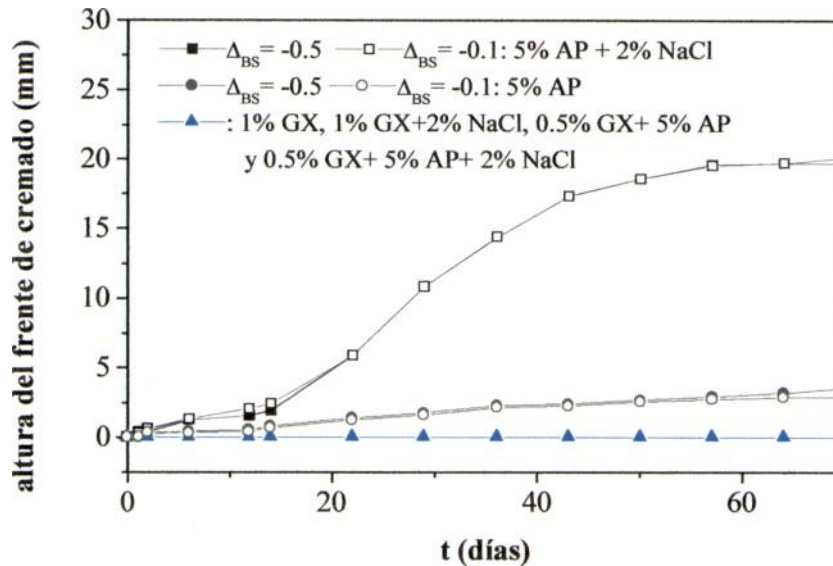 30
25
20
15
10
5
0
altura del frente de cremado (mm)
Δ_BS= -0.5 Δ_BS= -0.1: 5% AP + 2% NaCl
Δ_BS= -0.5 Δ_BS= -0.1: 5% AP
: 1% GX, 1% GX+2% NaCl, 0.5% GX+ 5% AP
y 0.5% GX+ 5% AP+ 2% NaCl
0 20 40 60
t (días)